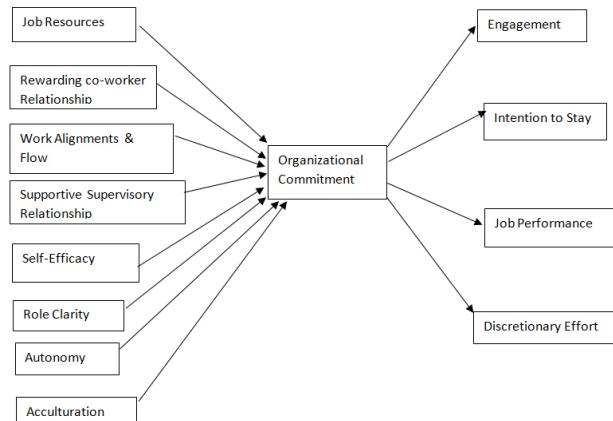 Job Resources
Rewarding co-worker
Relationship
Work Alignments &
Flow
Supportive Supervisory
Relationship
Self-Efficacy
Role Clarity
Autonomy
Acculturation
Organizational
Commitment
Engagement
Intention to Stay
Job Performance
Discretionary Effort